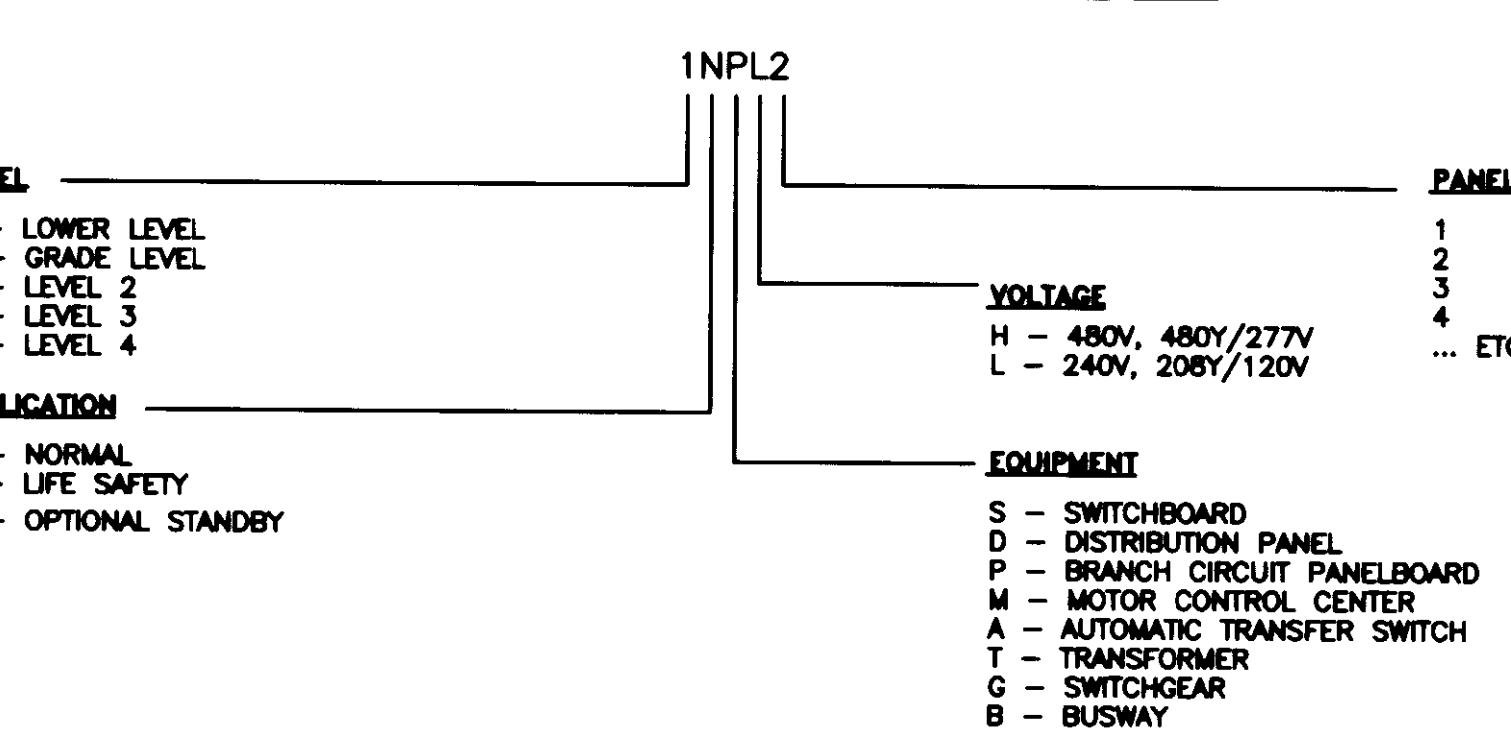 1NPL2
EL
- LOWER LEVEL
- GRADE LEVEL
- LEVEL 2
- LEVEL 3
- LEVEL 4
LICATION
- NORMAL
- LIFE SAFETY
- OPTIONAL STANDBY
PANEL
1
2
3
4
... ETC
VOLTAGE
H - 480V, 480Y/277V
L - 240V, 208Y/120V
EQUIPMENT
S - SWITCHBOARD
D - DISTRIBUTION PANEL
P - BRANCH CIRCUIT PANELBOARD
M - MOTOR CONTROL CENTER
A - AUTOMATIC TRANSFER SWITCH
T - TRANSFORMER
G - SWITCHGEAR
B - BUSWAY